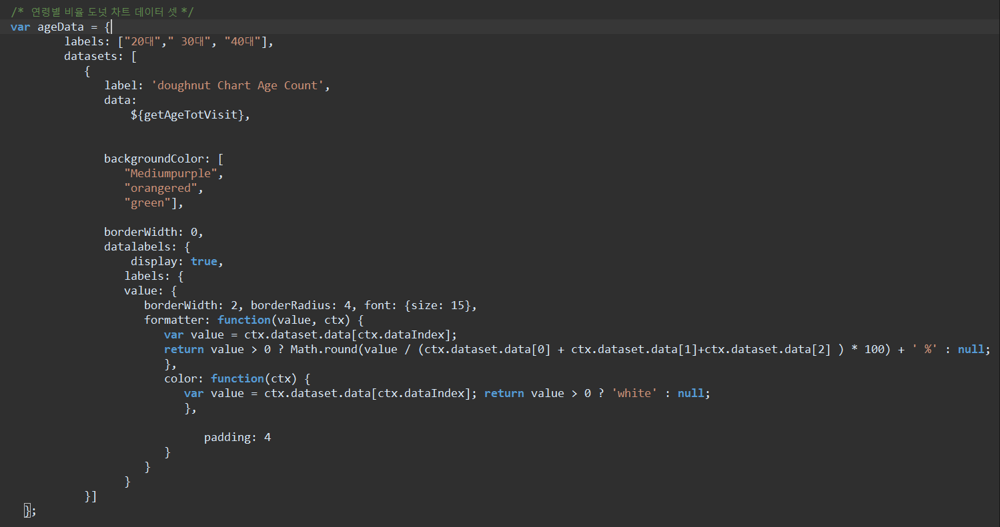 /* 연령별 비율 도넛 차트 데이터 셋 */
var ageData = {
labels: ["20대"," 30대", "40대"],
datasets: [
{
label: 'doughnut Chart Age Count',
data:
${getAgeTotVisit},
backgroundColor: [
"Mediumpurple",
"orangered",
"green"],
borderWidth: 0,
datalabels: {
display: true,
labels: {
value: {
borderWidth: 2, borderRadius: 4, font: {size: 15},
formatter: function(value, ctx) {
var value = ctx.dataset.data[ctx.dataIndex];
return value > 0 ? Math.round(value / (ctx.dataset.data[0] + ctx.dataset.data[1]+ctx.dataset.data[2] ) * 100) + ' %' : null;
},
color: function(ctx) {
var value = ctx.dataset.data[ctx.dataIndex]; return value > 0 ? 'white' : null;
},
padding: 4
}
}
}
}]
};